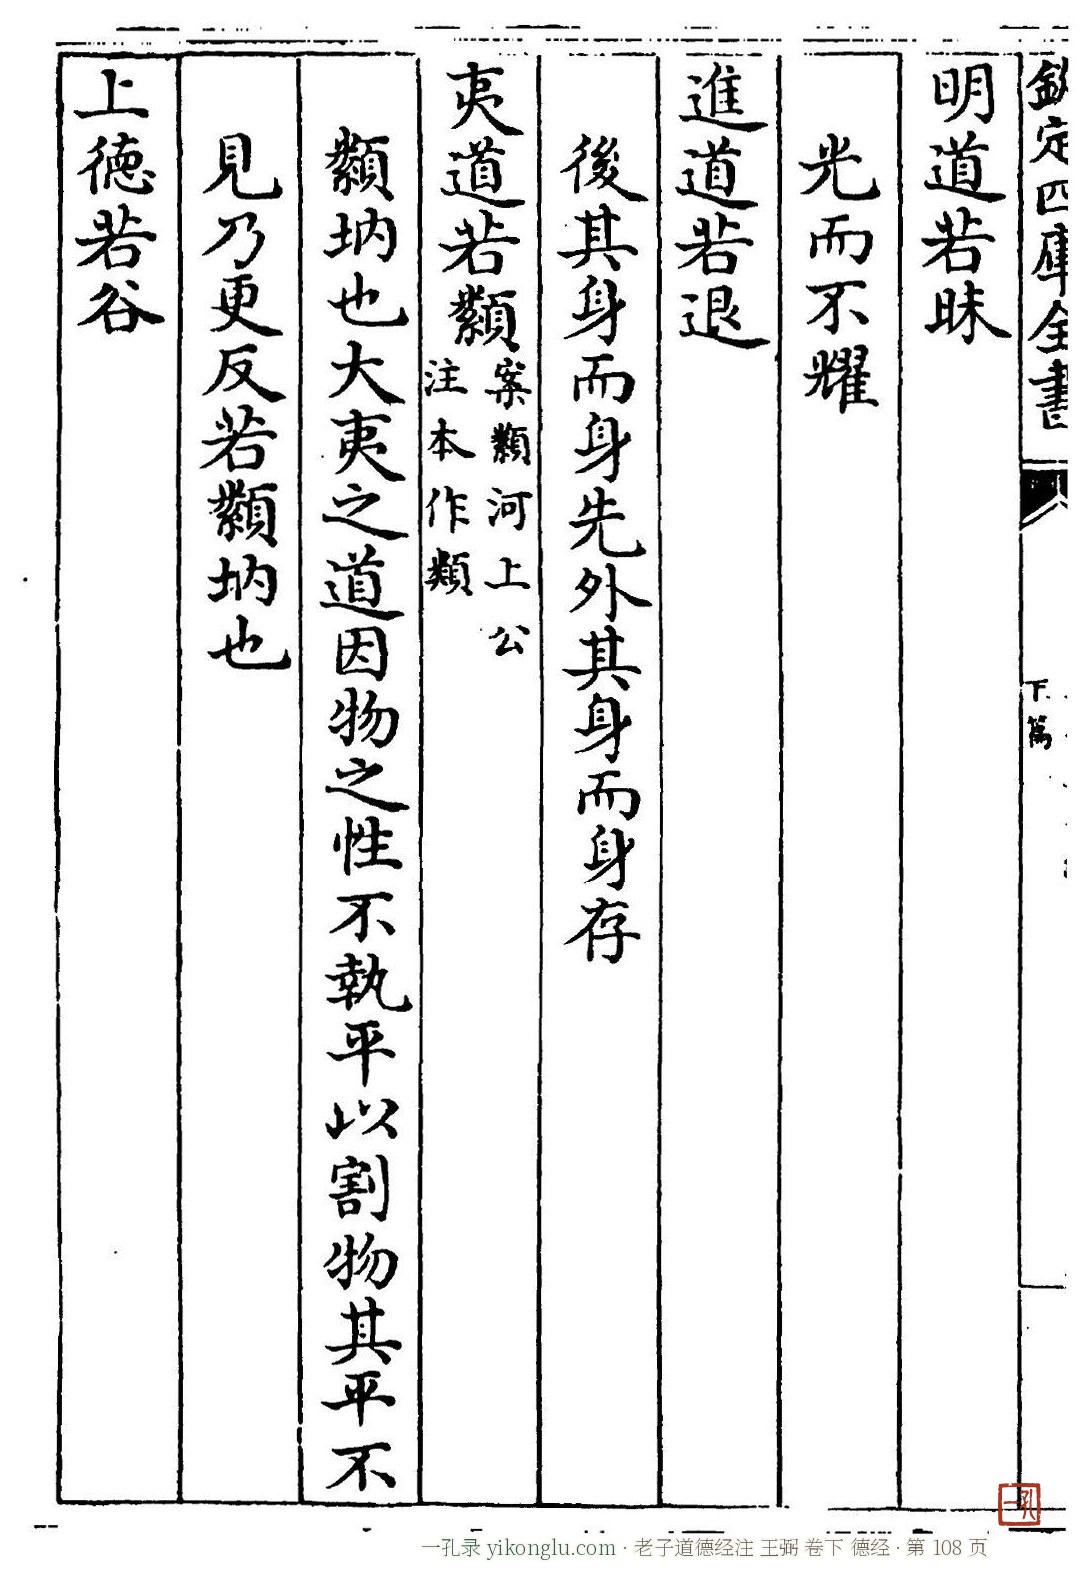 欽定四庫全書
下篇
明道若昧
光而不耀
進道若退
後其身而身先外其身而身存
夷道若纇案纇河上公
注本作類
纇㘨也大夷之道因物之性不執平以割物其平不
見乃更反若纇㘨也
上德若谷
一孔
一孔录 yikonglu.com · 老子道德经注 王弼 卷下 德经 · 第 108 页